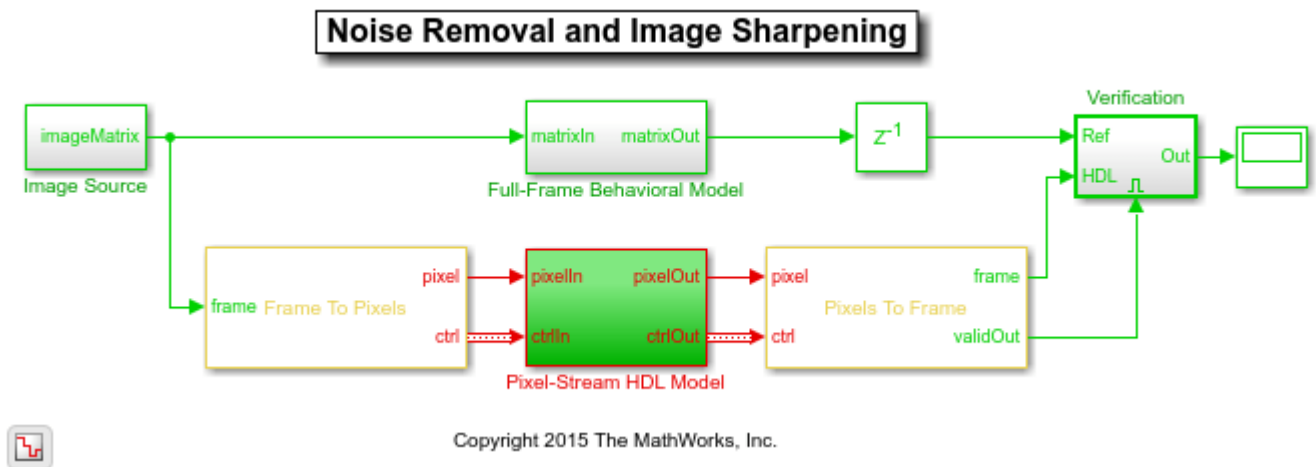 Noise Removal and Image Sharpening
imageMatrix
Image Source
matrixIn matrixOut
Full-Frame Behavioral Model
Z-1
Verification
Ref
HDL
Out
frame Frame To Pixels
pixel
ctrl
pixelIn pixelOut
ctrlIn ctrlOut
Pixel-Stream HDL Model
pixel
ctrl
Pixels To Frame
frame
validOut
Copyright 2015 The MathWorks, Inc.